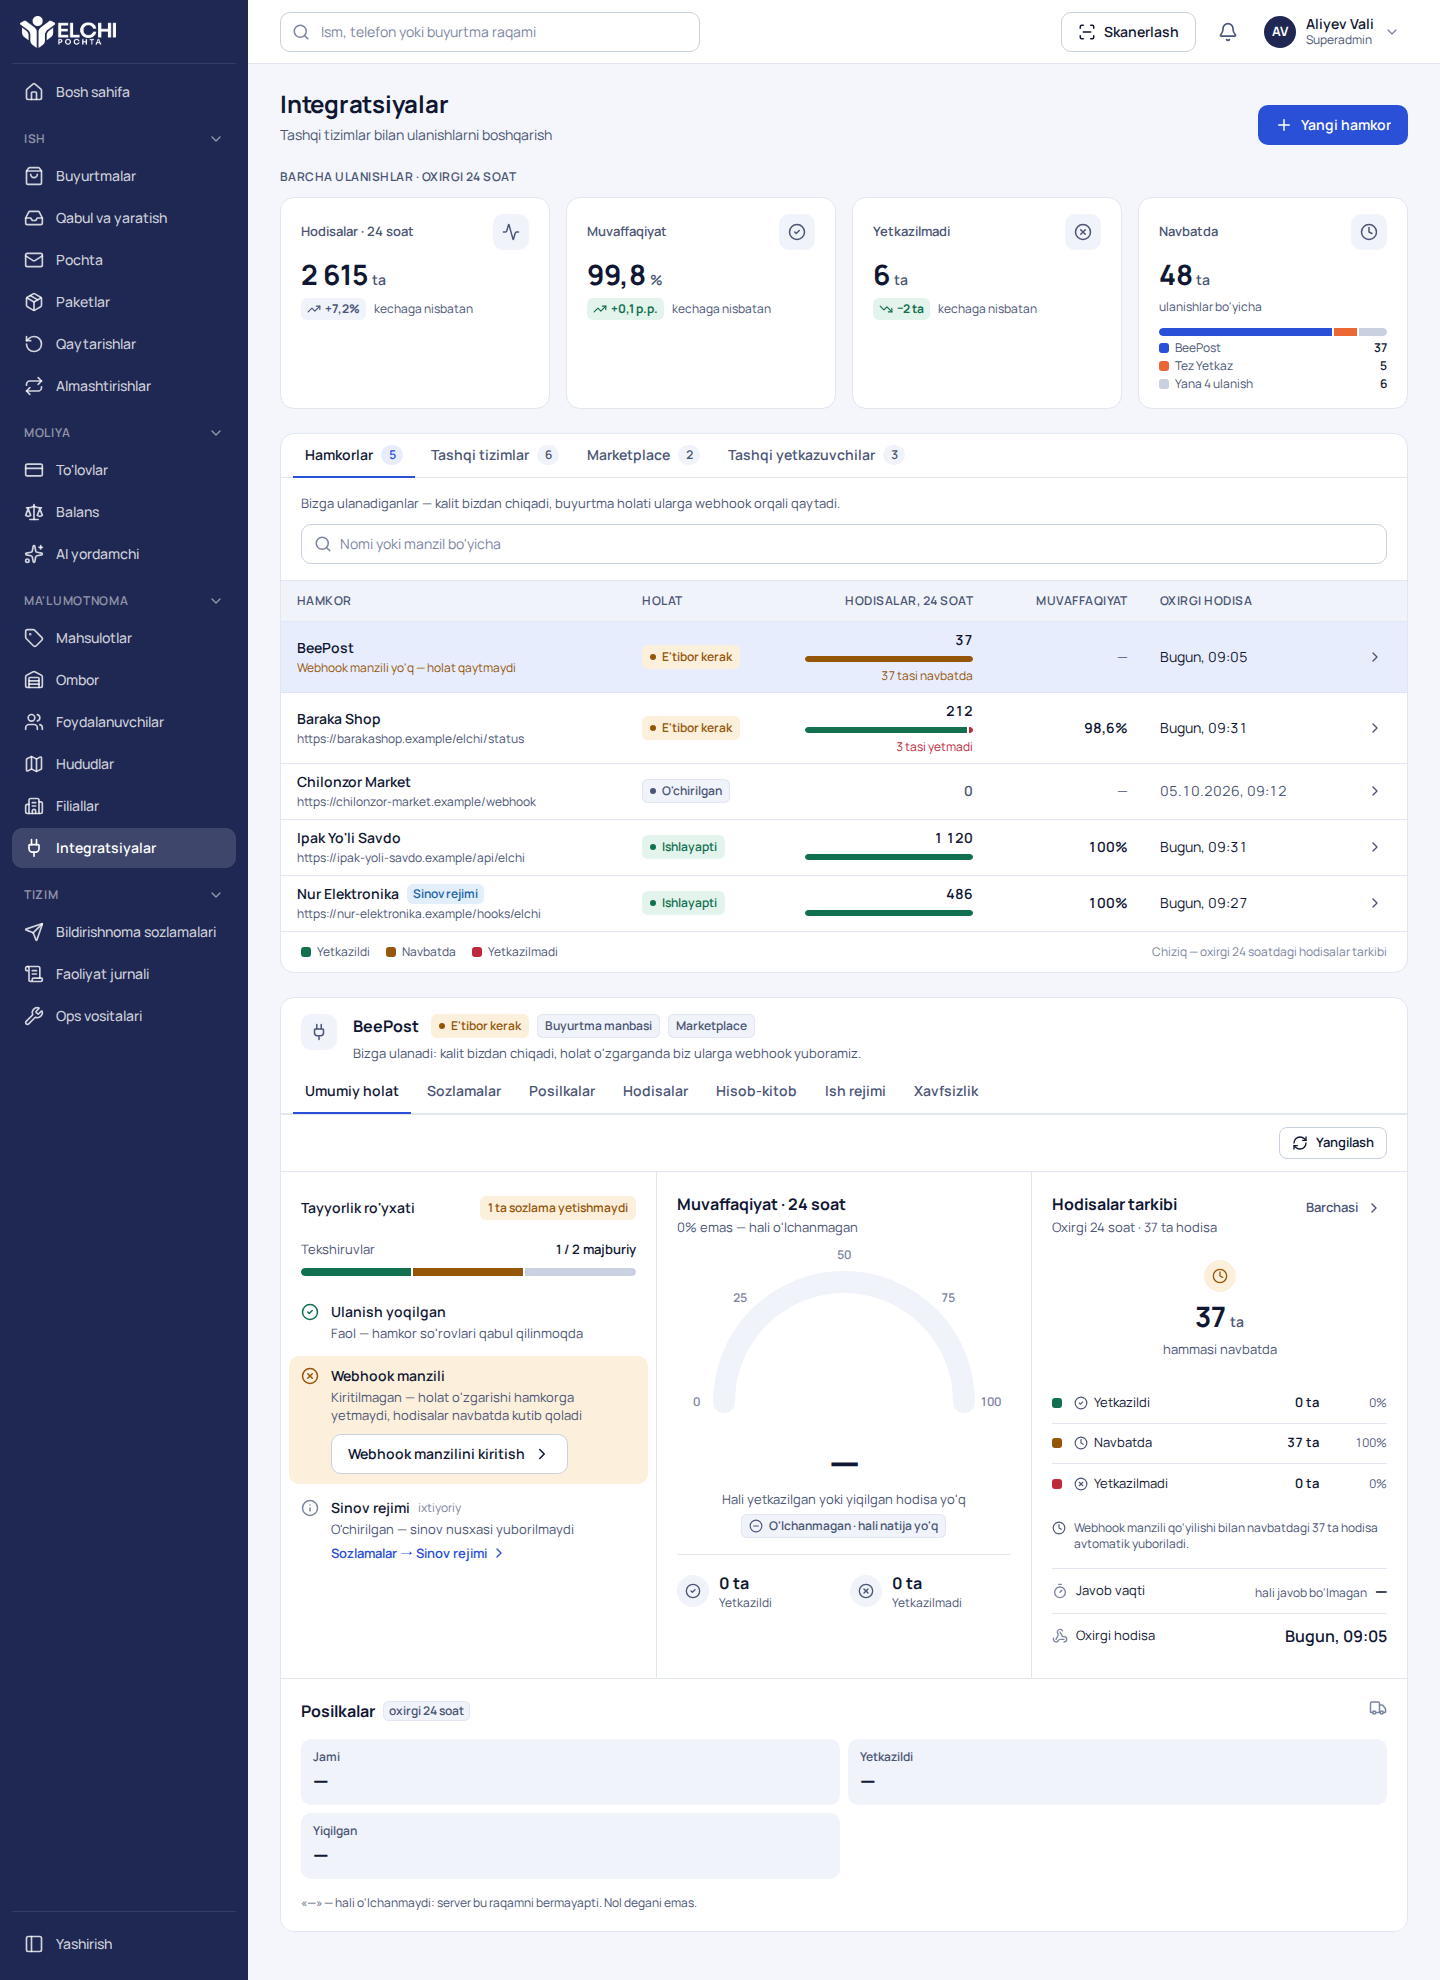 ELCHI
POCHTA
Ism, telefon yoki buyurtma raqami
Skanerlash
AV
Aliyev Vali
Superadmin
Bosh sahifa
ISH
Buyurtmalar
Qabul va yaratish
Pochta
Paketlar
Qaytarishlar
Almashtirishlar
MOLIYA
To'lovlar
Balans
AI yordamchi
MA'LUMOTNOMA
Mahsulotlar
Ombor
Foydalanuvchilar
Hududlar
Filiallar
Integratsiyalar
TIZIM
Bildirishnoma sozlamalari
Faoliyat jurnali
Ops vositalari
Yashirish
Integratsiyalar
Tashqi tizimlar bilan ulanishlarni boshqarish
Yangi hamkor
BARCHA ULANISHLAR · OXIRGI 24 SOAT
Hodisalar · 24 soat
2 615 ta
+7,2% kechaga nisbatan
Muvaffaqiyat
99,8 %
+0,1 p.p. kechaga nisbatan
Yetkazilmadi
6 ta
−2 ta kechaga nisbatan
Navbatda
48 ta
ulanishlar bo'yicha
BeePost 37
Tez Yetkaz 5
Yana 4 ulanish 6
Hamkorlar 5 Tashqi tizimlar 6 Marketplace 2 Tashqi yetkazuvchilar 3
Bizga ulanadiganlar — kalit bizdan chiqadi, buyurtma holati ularga webhook orqali qaytadi.
Nomi yoki manzil bo'yicha
HAMKOR HOLAT HODISALAR, 24 SOAT MUVAFFAQIYAT OXIRGI HODISA
BeePost
Webhook manzili yo'q — holat qaytmaydi
E'tibor kerak
37
37 tasi navbatda
—
Bugun, 09:05
Baraka Shop
https://barakashop.example/elchi/status
E'tibor kerak
212
3 tasi yetmadi
98,6%
Bugun, 09:31
Chilonzor Market
https://chilonzor-market.example/webhook
O'chirilgan
0
—
05.10.2026, 09:12
Ipak Yo'li Savdo
https://ipak-yoli-savdo.example/api/elchi
Ishlayapti
1 120
100%
Bugun, 09:31
Nur Elektronika Sinov rejimi
https://nur-elektronika.example/hooks/elchi
Ishlayapti
486
100%
Bugun, 09:27
Yetkazildi Navbatda Yetkazilmadi
Chiziq — oxirgi 24 soatdagi hodisalar tarkibi
BeePost E'tibor kerak Buyurtma manbasi Marketplace
Bizga ulanadi: kalit bizdan chiqadi, holat o'zgarganda biz ularga webhook yuboramiz.
Umumiy holat Sozlamalar Posilkalar Hodisalar Hisob-kitob Ish rejimi Xavfsizlik
Yangilash
Tayyorlik ro'yxati 1 ta sozlama yetishmaydi
Tekshiruvlar 1 / 2 majburiy
Ulanish yoqilgan
Faol — hamkor so'rovlari qabul qilinmoqda
Webhook manzili
Kiritilmagan — holat o'zgarishi hamkorga
yetmaydi, hodisalar navbatda kutib qoladi
Webhook manzilini kiritish
Sinov rejimi ixtiyoriy
O'chirilgan — sinov nusxasi yuborilmaydi
Sozlamalar → Sinov rejimi
Muvaffaqiyat · 24 soat
0% emas — hali o'lchanmagan
50
25 75
0 100
—
Hali yetkazilgan yoki yiqilgan hodisa yo'q
O'lchanmagan · hali natija yo'q
0 ta
Yetkazildi
0 ta
Yetkazilmadi
Hodisalar tarkibi Barchasi
Oxirgi 24 soat · 37 ta hodisa
37 ta
hammasi navbatda
Yetkazildi 0 ta 0%
Navbatda 37 ta 100%
Yetkazilmadi 0 ta 0%
Webhook manzili qo'yilishi bilan navbatdagi 37 ta hodisa
avtomatik yuboriladi.
Javob vaqti hali javob bo'lmagan —
Oxirgi hodisa Bugun, 09:05
Posilkalar oxirgi 24 soat
Jami
—
Yetkazildi
—
Yiqilgan
—
«—» — hali o'lchanmaydi: server bu raqamni bermayapti. Nol degani emas.